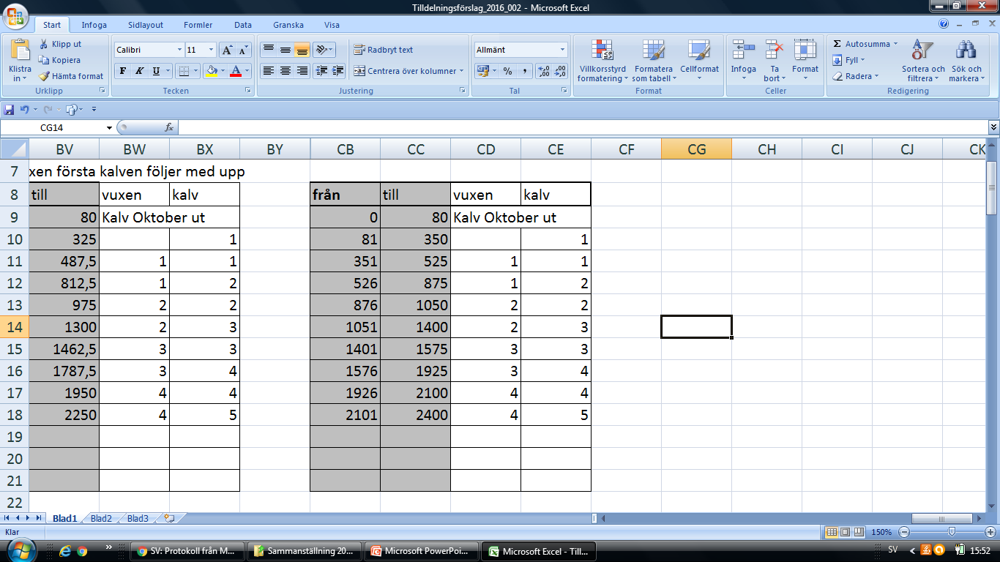 Tilldelningsförslag_2016_002 - Microsoft Excel
Start Infoga Sidlayout Formler Data Granska Visa
Klistra in Klipp ut Kopiera Hämta format
Urklipp
Calibri 11
F K U A
Tecken
Radbryt text
Centrera över kolumner
Justering
Allmänt
%
Tal
Villkorsstyrd formatering Formatera som tabell Cellformat
Format
Infoga Ta bort Format
Celler
Σ Autosumma Fyll Radera Sortera och filtrera Sök och markera
Redigering
CG14 fx
BV BW BX BY CB CC CD CE CF CG CH CI CJ CK
7 xen första kalven följer med upp
8 till vuxen kalv från till vuxen kalv
9 80 Kalv Oktober ut 0 80 Kalv Oktober ut
10 325 1 81 350 1
11 487,5 1 1 351 525 1 1
12 812,5 1 2 526 875 1 2
13 975 2 2 876 1050 2 2
14 1300 2 3 1051 1400 2 3
15 1462,5 3 3 1401 1575 3 3
16 1787,5 3 4 1576 1925 3 4
17 1950 4 4 1926 2100 4 4
18 2250 4 5 2101 2400 4 5
19
20
21
22
Blad1 Blad2 Blad3
Klar 150%
SV: Protokoll från M... Sammanställning 20... Microsoft PowerPoi... Microsoft Excel - Till... SV 15:52